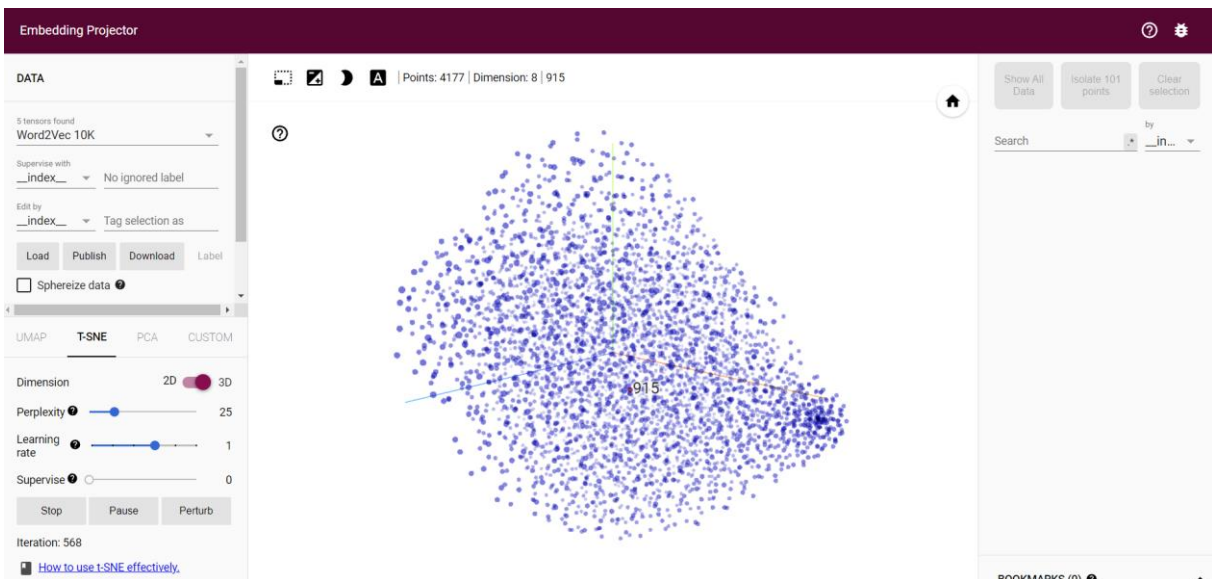 Embedding Projector
DATA
5 tensors found
Word2Vec 10K
Supervise with
__index__ No ignored label
Edit by
__index__ Tag selection as
Load Publish Download Label
Sphereize data
UMAP T-SNE PCA CUSTOM
Dimension 2D 3D
Perplexity 25
Learning rate 1
Supervise 0
Stop Pause Perturb
Iteration: 568
How to use t-SNE effectively.
A | Points: 4177 | Dimension: 8 | 915
915
Show All Data
Isolate 101 points
Clear selection
Search .* by
__in...
BOOKMARKS (0)